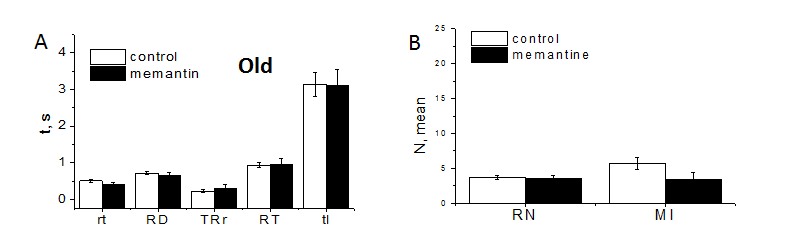 A
control
memantin
Old
t, s
4
3
2
1
0
rt RD TRr RT tl
B
control
memantine
N, mean
25
20
15
10
5
0
RN MI